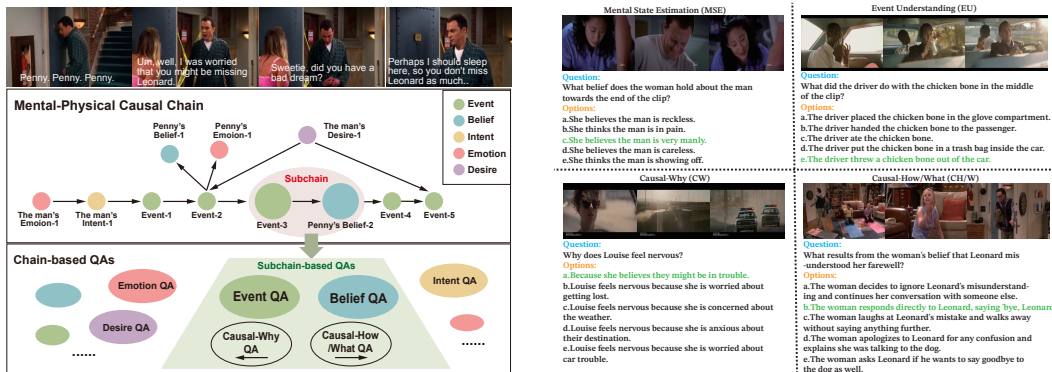 Penny. Penny. Penny.
Um, well, I was worried
that you might be missing
Leonard.
Sweetie, did you have a
bad dream?
Perhaps I should sleep
here, so you don't miss
Leonard as much..
Mental-Physical Causal Chain
Event
Belief
Intent
Emotion
Desire
Penny's
Belief-1
Penny's
Emoion-1
The man's
Desire-1
Subchain
The man's
Emoion-1
The man's
Intent-1
Event-1
Event-2
Event-3
Penny's Belief-2
Event-4
Event-5
Chain-based QAs
Subchain-based QAs
Emotion QA
Desire QA
......
Event QA
Belief QA
Causal-Why
QA
Causal-How
/What QA
Intent QA
......
Mental State Estimation (MSE)
Question:
What belief does the woman hold about the man
towards the end of the clip?
Options:
a.She believes the man is reckless.
b.She thinks the man is in pain.
c.She believes the man is very manly.
d.She believes the man is careless.
e.She thinks the man is showing off.
Event Understanding (EU)
Question:
What did the driver do with the chicken bone in the middle
of the clip?
Options:
a.The driver placed the chicken bone in the glove compartment.
b.The driver handed the chicken bone to the passenger.
c.The driver ate the chicken bone.
d.The driver put the chicken bone in a trash bag inside the car.
e.The driver threw a chicken bone out of the car.
Causal-Why (CW)
Question:
Why does Louise feel nervous?
Options:
a.Because she believes they might be in trouble.
b.Louise feels nervous because she is worried about
getting lost.
c.Louise feels nervous because she is concerned about
the weather.
d.Louise feels nervous because she is anxious about
their destination.
e.Louise feels nervous because she is worried about
car trouble.
Causal-How/What (CH/W)
Question:
What results from the woman's belief that Leonard mis
-understood her farewell?
Options:
a.The woman decides to ignore Leonard's misunderstand-
ing and continues her conversation with someone else.
b.The woman responds directly to Leonard, saying 'bye, Leonard
c.The woman laughs at Leonard's mistake and walks away
without saying anything further.
d.The woman apologizes to Leonard for any confusion and
explains she was talking to the dog.
e.The woman asks Leonard if he wants to say goodbye to
the dog as well.